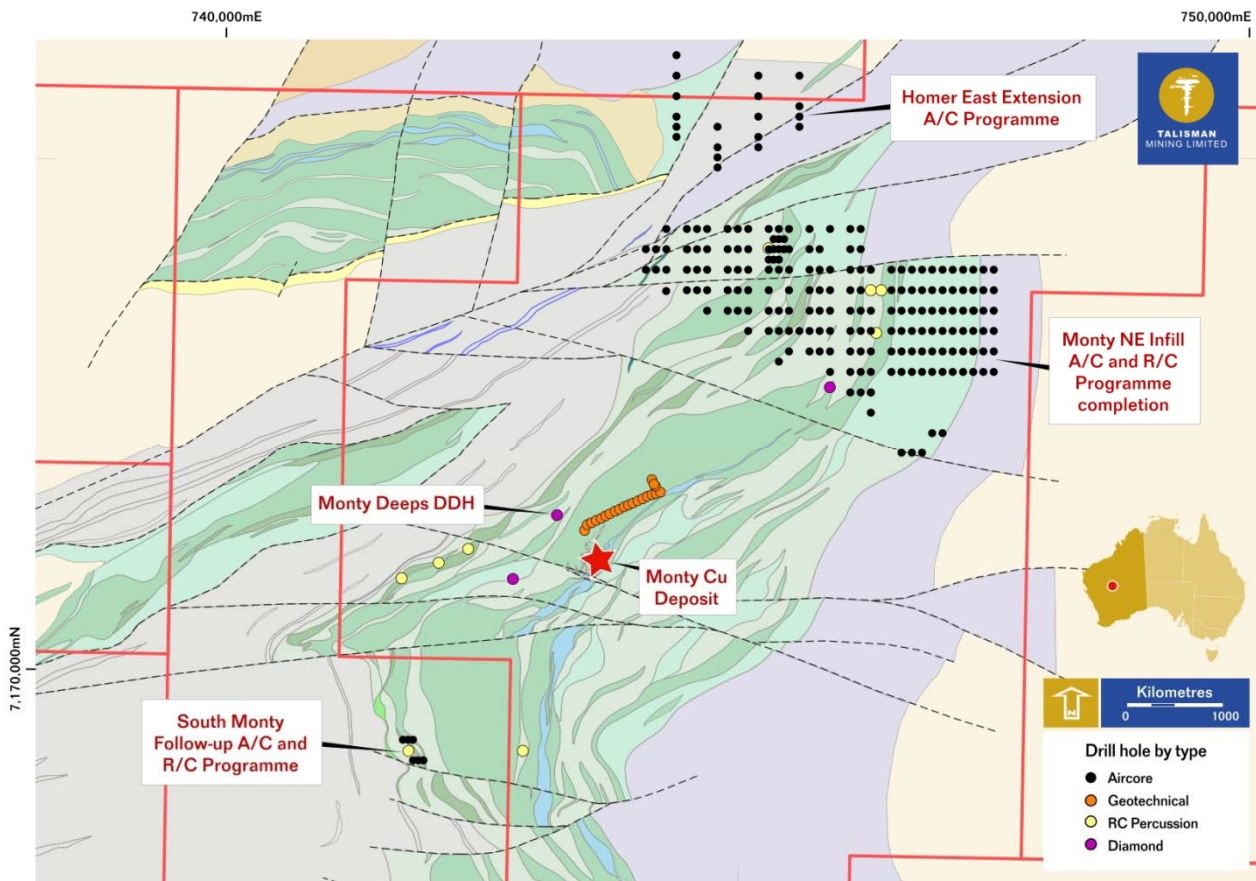 740,000mE
750,000mE
Homer East Extension
A/C Programme
TALISMAN
MINING LIMITED
Monty NE Infill
A/C and R/C
Programme
completion
Monty Deeps DDH
Monty Cu
Deposit
7,170,000mN
South Monty
Follow-up A/C and
R/C Programme
N
Kilometres
0 1000
Drill hole by type
Aircore
Geotechnical
RC Percussion
Diamond